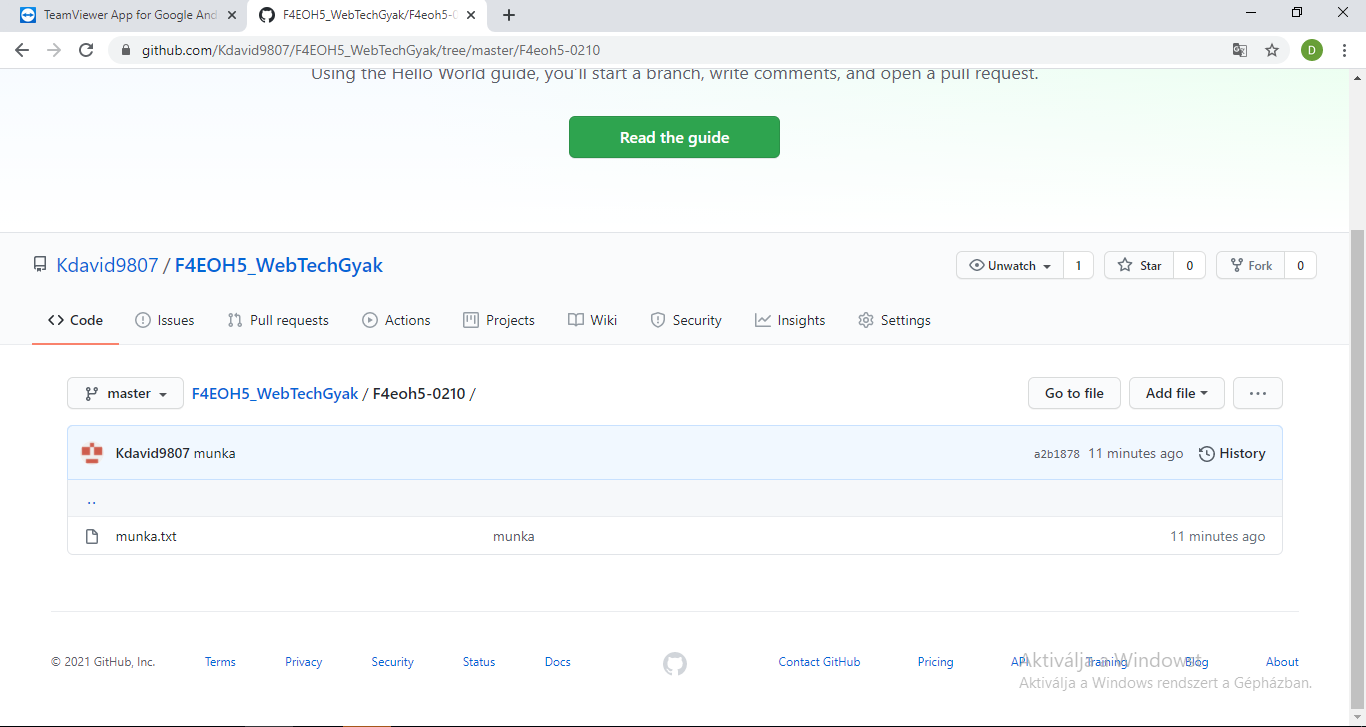 TeamViewer App for Google And
F4EOH5_WebTechGyak/F4eoh5-0
github.com/Kdavid9807/F4EOH5_WebTechGyak/tree/master/F4eoh5-0210
D
Using the Hello World guide, you'll start a branch, write comments, and open a pull request.
Read the guide
Kdavid9807 / F4EOH5_WebTechGyak
Unwatch 1 Star 0 Fork 0
Code Issues Pull requests Actions Projects Wiki Security Insights Settings
master F4EOH5_WebTechGyak / F4eoh5-0210 / Go to file Add file ...
Kdavid9807 munka a2b1878 11 minutes ago History
..
munka.txt munka 11 minutes ago
© 2021 GitHub, Inc. Terms Privacy Security Status Docs Contact GitHub Pricing API Training Blog About
Aktiválja a Windowst
Aktiválja a Windows rendszert a Gépházban.